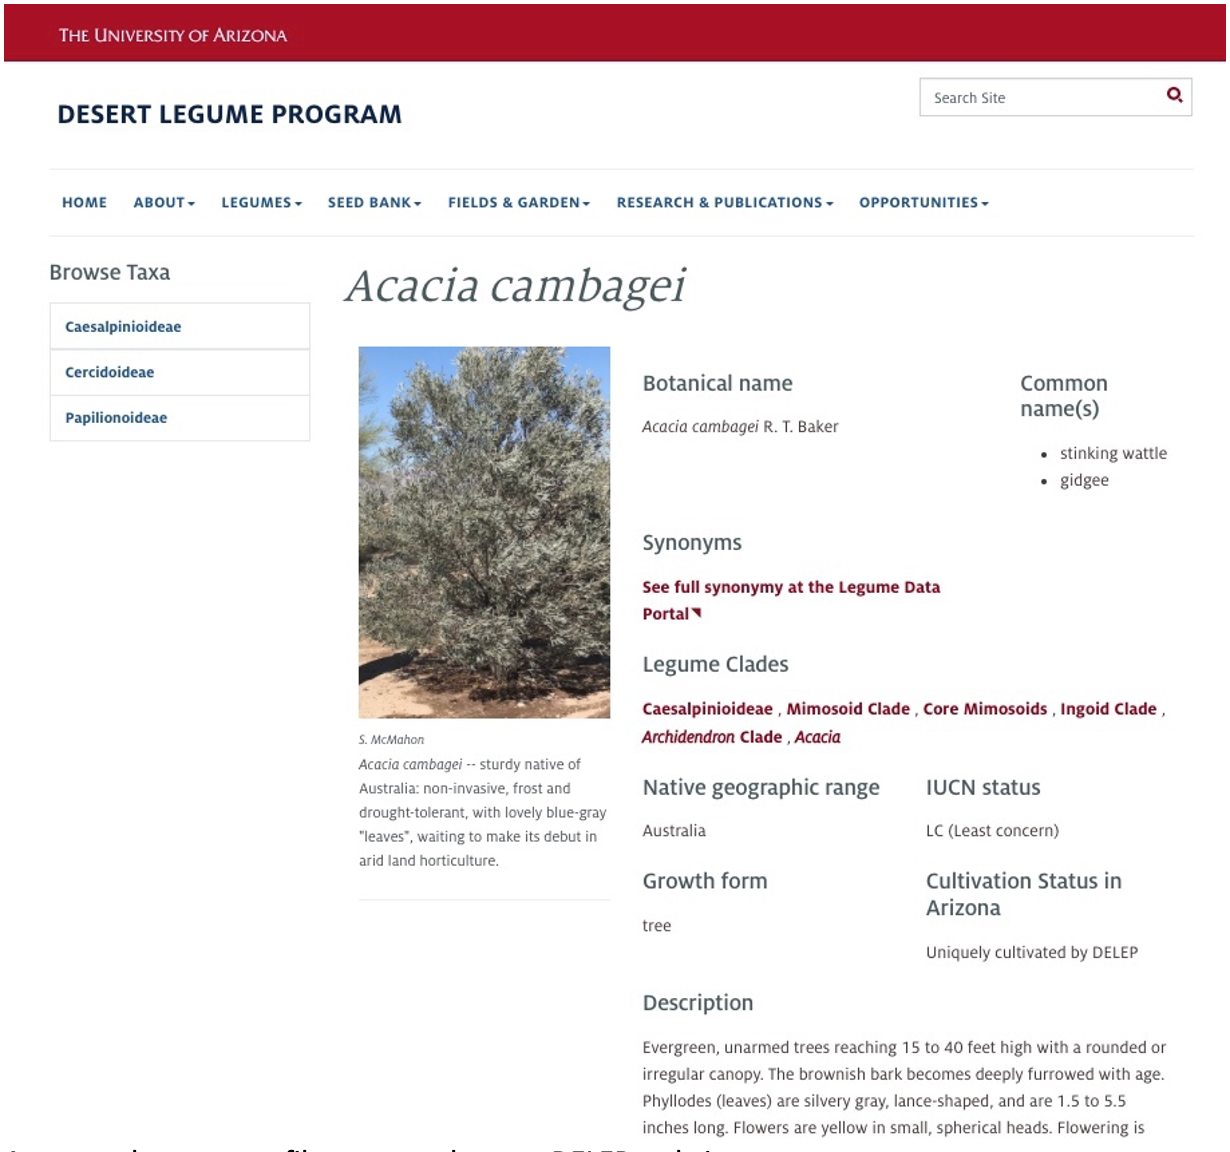 THE UNIVERSITY OF ARIZONA
DESERT LEGUME PROGRAM
Search Site
HOME ABOUT LEGUMES SEED BANK FIELDS & GARDEN RESEARCH & PUBLICATIONS OPPORTUNITIES
Browse Taxa
Caesalpinioideae
Cercidoideae
Papilionoideae
Acacia cambagei
S. McMahon
Acacia cambagei -- sturdy native of
Australia: non-invasive, frost and
drought-tolerant, with lovely blue-gray
"leaves", waiting to make its debut in
arid land horticulture.
Botanical name
Acacia cambagei R. T. Baker
Common
name(s)
• stinking wattle
• gidgee
Synonyms
See full synonymy at the Legume Data
Portal
Legume Clades
Caesalpinioideae , Mimosoid Clade , Core Mimosoids , Ingoid Clade ,
Archidendron Clade , Acacia
Native geographic range
Australia
IUCN status
LC (Least concern)
Growth form
tree
Cultivation Status in
Arizona
Uniquely cultivated by DELEP
Description
Evergreen, unarmed trees reaching 15 to 40 feet high with a rounded or
irregular canopy. The brownish bark becomes deeply furrowed with age.
Phyllodes (leaves) are silvery gray, lance-shaped, and are 1.5 to 5.5
inches long. Flowers are yellow in small, spherical heads. Flowering is